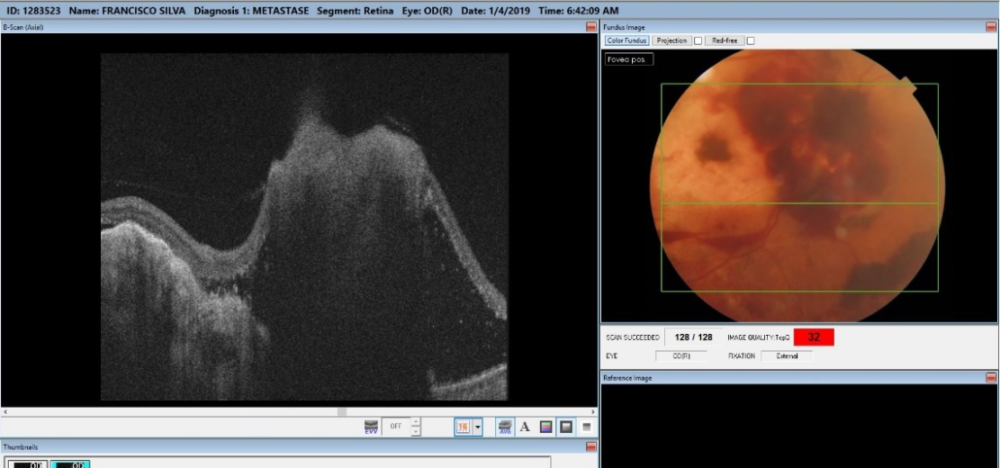 ID: 1283523 Name: FRANCISCO SILVA Diagnosis 1: METASTASE Segment: Retina Eye: OD(R) Date: 1/4/2019 Time: 6:42:09 AM
B-Scan (Axial)
Fundus Image
Color Fundus Projection Red-free
Fovea pos.
SCAN SUCCEEDED 128 / 128 IMAGE QUALITY:TopQ 32
EYE OD(R) FIXATION External
Reference Image
EVV OFF 16 AVG A
Thumbnails
OD OD